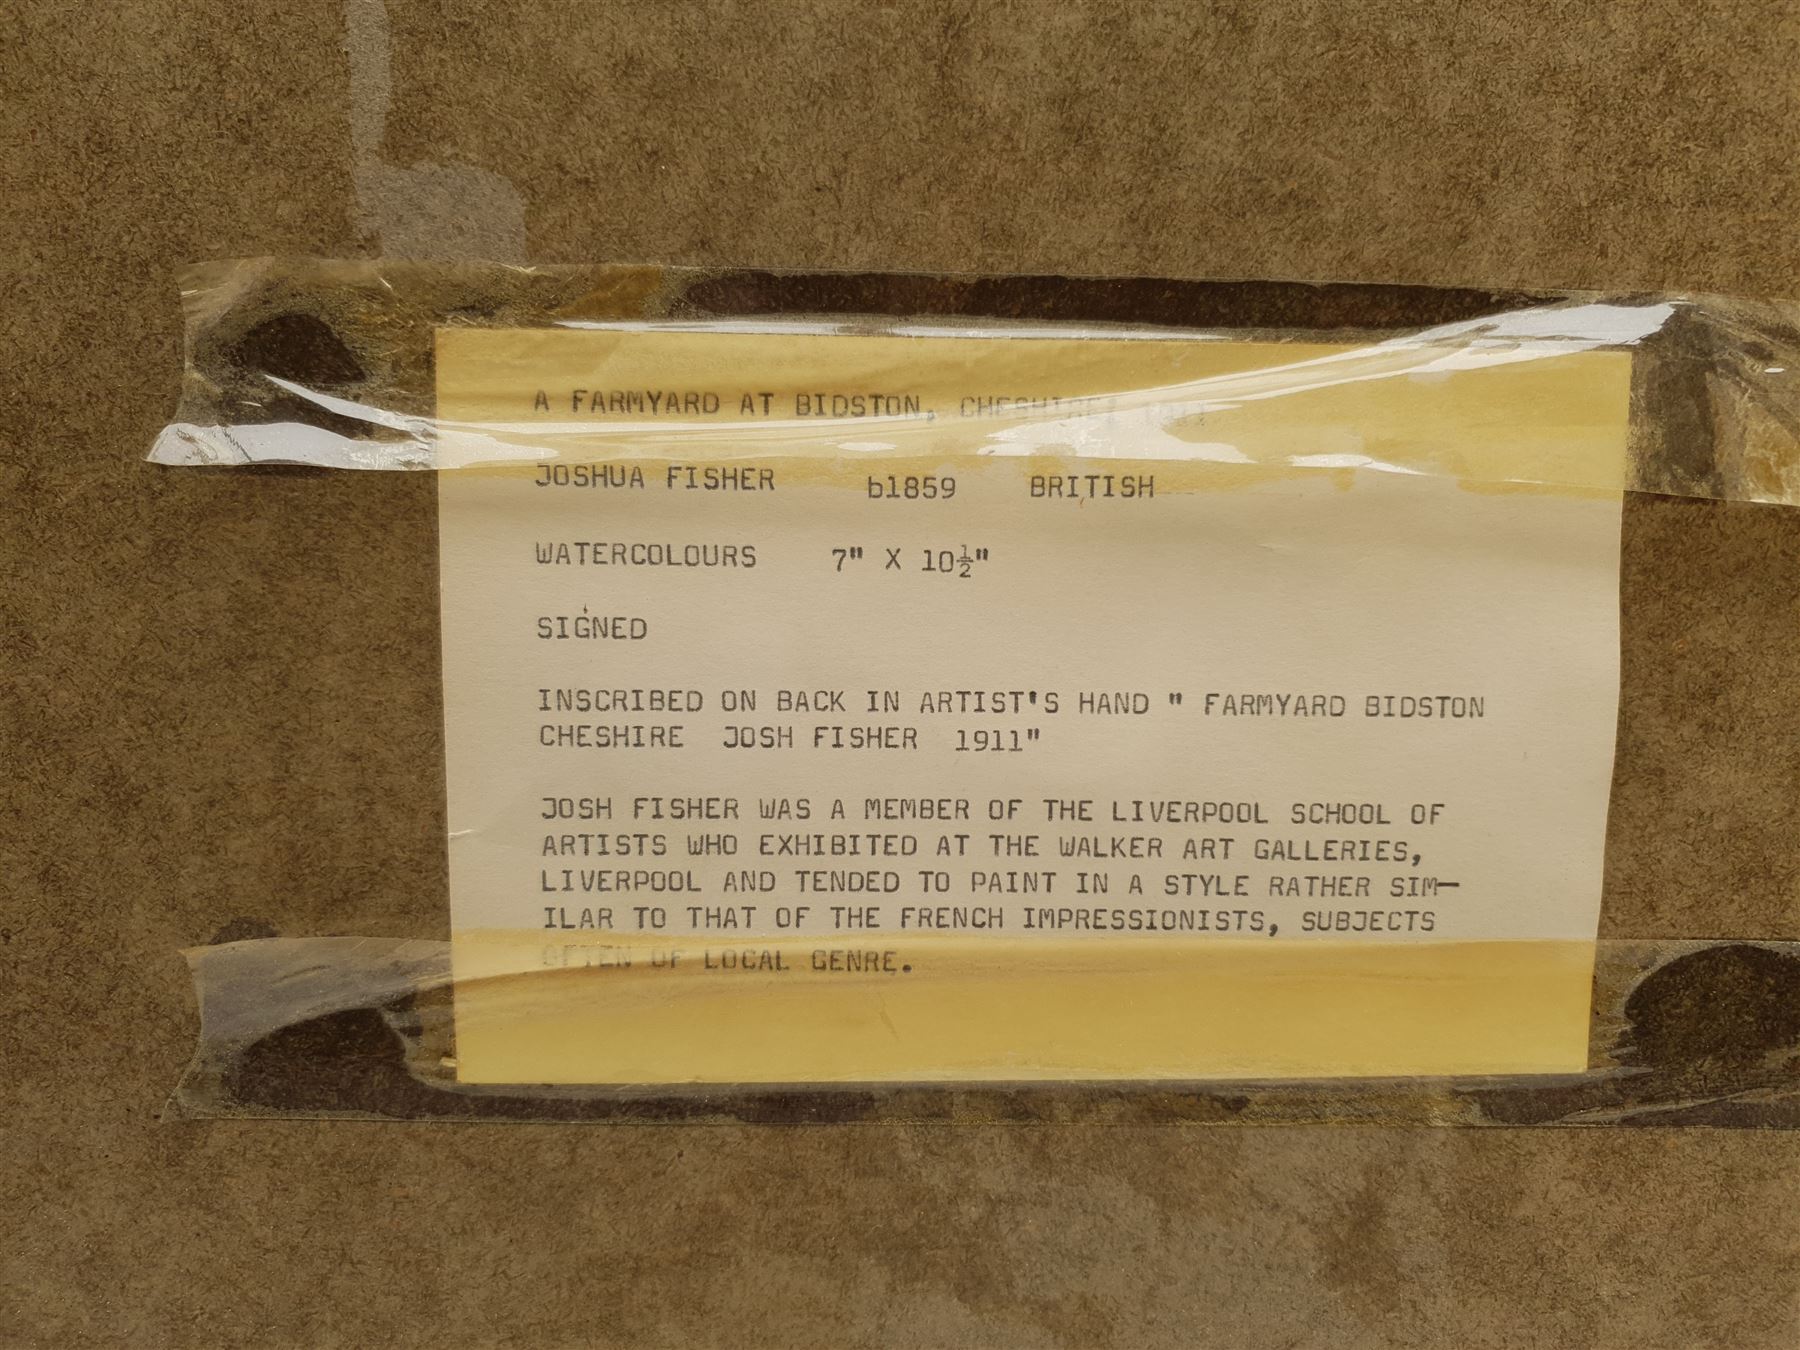 A FARMYARD AT BIDSTON, CHESHIRE
JOSHUA FISHER b1859 BRITISH
WATERCOLOURS 7" X 10½"
SIGNED
INSCRIBED ON BACK IN ARTIST'S HAND " FARMYARD BIDSTON
CHESHIRE JOSH FISHER 1911"
JOSH FISHER WAS A MEMBER OF THE LIVERPOOL SCHOOL OF
ARTISTS WHO EXHIBITED AT THE WALKER ART GALLERIES,
LIVERPOOL AND TENDED TO PAINT IN A STYLE RATHER SIM-
ILAR TO THAT OF THE FRENCH IMPRESSIONISTS, SUBJECTS
OFTEN OF LOCAL GENRE.